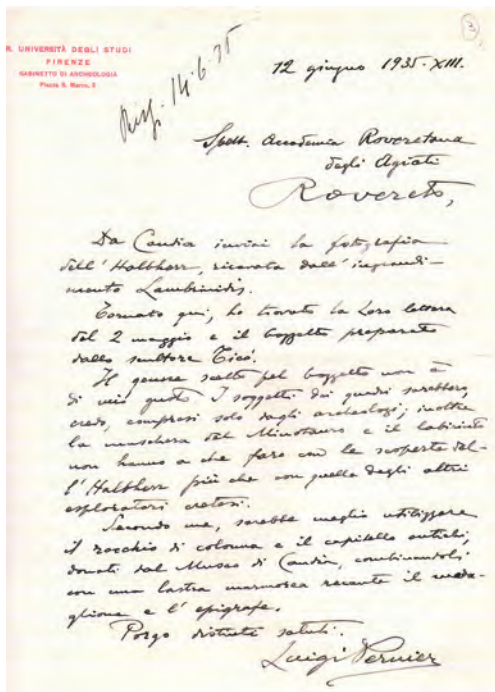 3
R. UNIVERSITÀ DEGLI STUDI
FIRENZE
GABINETTO DI ARCHEOLOGIA
Piazza S. Marco, 2
Risp. 14.6.35
12 giugno 1935-XIII.
Spett. Accademia Roveretana
degli Agiati
Rovereto,
Da Candia inviai la fotografia
dell'Halbherr, ricavata dall'ingrandi-
mento Lambrinidis.
Tornato qui, ho trovato la Loro lettera
del 2 maggio e il bozzetto preparato
dallo scultore Ticó.
Il genere scelto pel bozzetto non è
di mio gusto. I soggetti dei quadri sarebbero,
credo, compresi solo dagli archeologi; inoltre
la maschera del Minotauro e il labirinto
non hanno a che fare con le scoperte del-
l'Halbherr più che con quelle degli altri
esploratori cretesi.
Secondo me, sarebbe meglio utilizzare
il rocchio di colonna e il capitello antichi,
donati dal Museo di Candia, combinandoli
con una lastra marmorea recante il meda-
glione e l'epigrafe.
Porgo distinti saluti.
Luigi Pernier